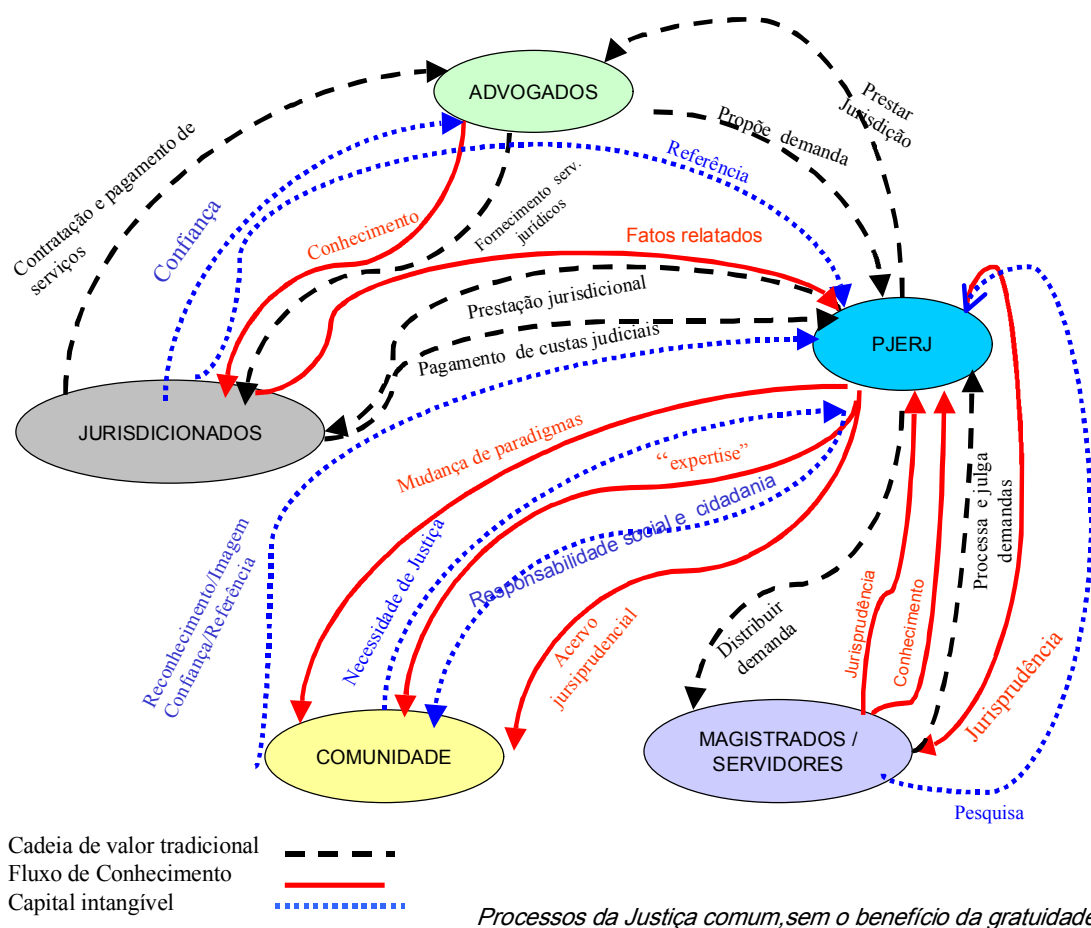 ADVOGADOS
Prestar
Jurisdição
Propõe demanda
Referência
Contratação e pagamento de
serviços
Confiança
Conhecimento
Fornecimento serv.
jurídicos
Fatos relatados
Prestação jurisdicional
Pagamento de custas judiciais
PJERJ
JURISDICIONADOS
Mudança de paradigmas
“expertise”
Responsabilidade social e cidadania
Necessidade de Justiça
Reconhecimento/Imagem
Confiança/Referência
Acervo
jursiprudencial
Distribuir
demanda
Jurisprudência
Conhecimento
Processa e julga
demandas
Jurisprudência
COMUNIDADE
MAGISTRADOS /
SERVIDORES
Pesquisa
Cadeia de valor tradicional
Fluxo de Conhecimento
Capital intangível
Processos da Justiça comum,sem o benefício da gratuidade